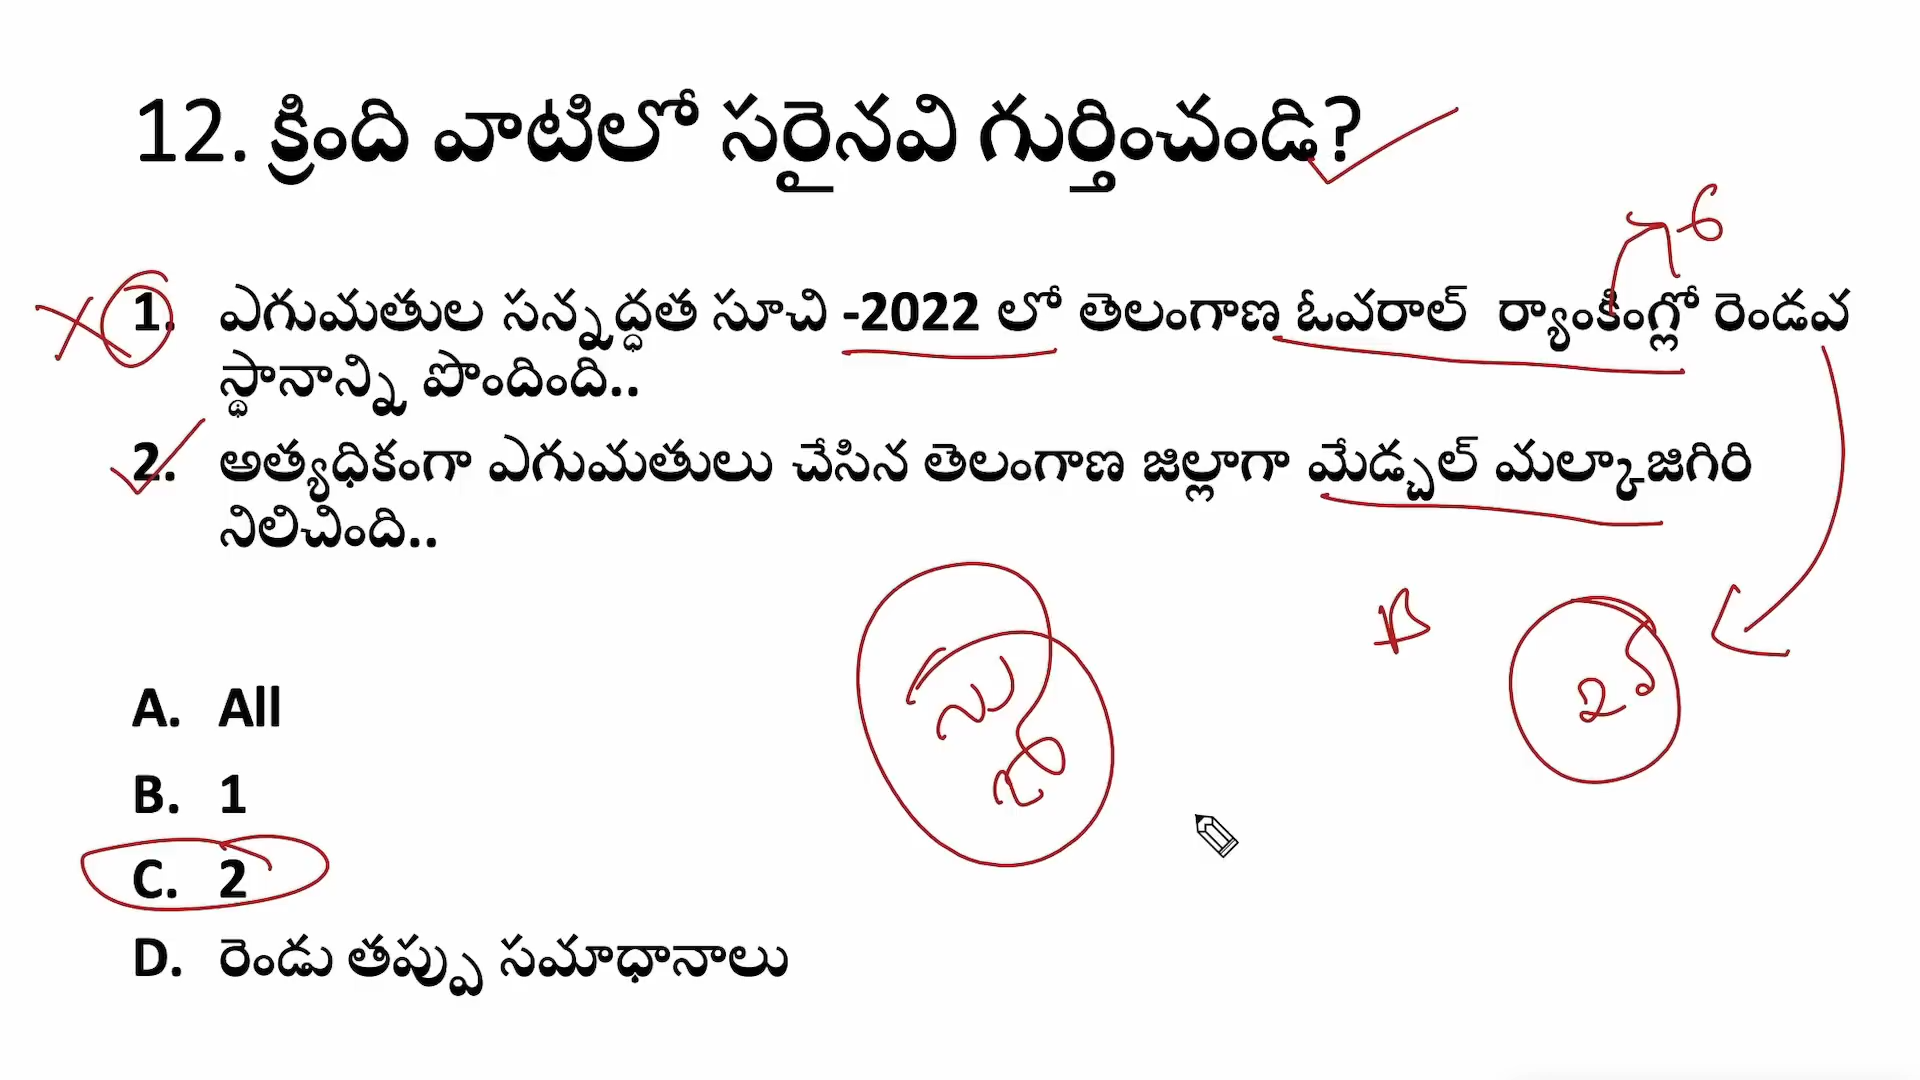 12. క్రింది వాటిలో సరైనవి గుర్తించండి?
6
1. ఎగుమతుల సన్నద్ధత సూచి -2022 లో తెలంగాణ ఓవరాల్ ర్యాంకింగ్లో రెండవ
స్థానాన్ని పొందింది..
2. అత్యధికంగా ఎగుమతులు చేసిన తెలంగాణ జిల్లాగా మేడ్చల్ మల్కాజిగిరి
నిలిచింది..
A. All
B. 1
C. 2
D. రెండు తప్పు సమాధానాలు